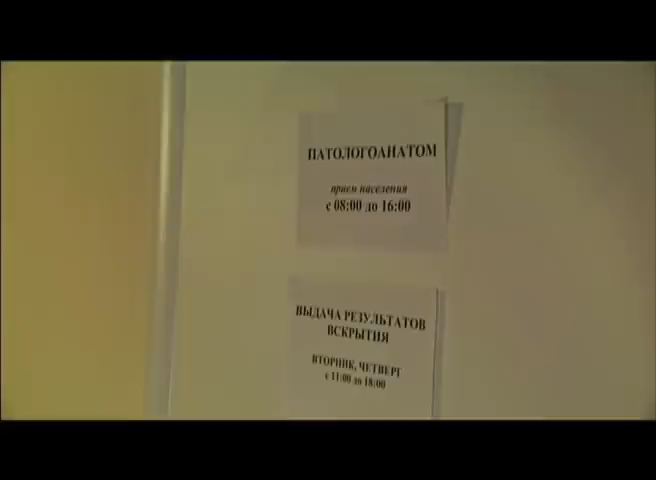 ПАТОЛОГОАНАТОМ
прием населения
с 08:00 до 16:00
ВЫДАЧА РЕЗУЛЬТАТОВ
ВСКРЫТИЯ
ВТОРНИК, ЧЕТВЕРГ
с 11:00 до 18:00